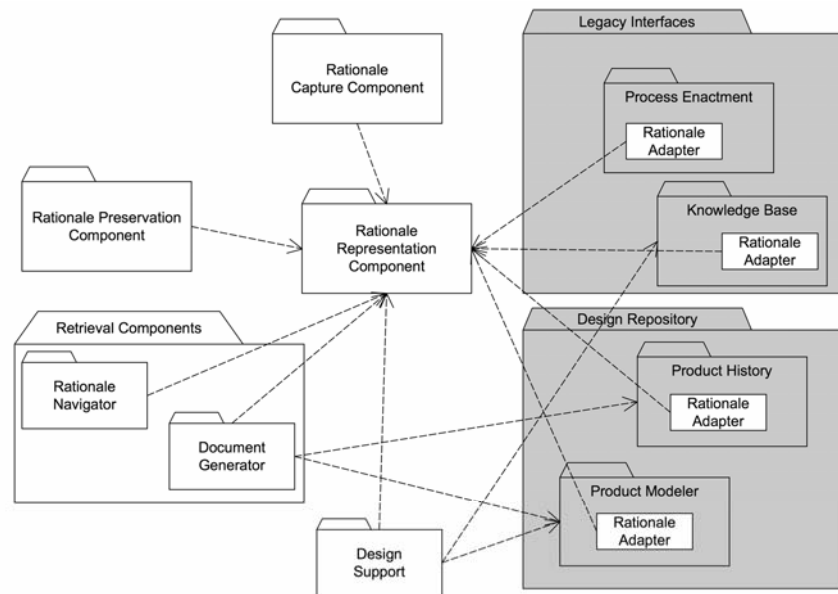 Legacy Interfaces
Rationale
Capture Component
Process Enactment
Rationale
Adapter
Rationale Preservation
Component
Rationale
Representation
Component
Knowledge Base
Rationale
Adapter
Retrieval Components
Rationale
Navigator
Document
Generator
Design Repository
Product History
Rationale
Adapter
Product Modeler
Rationale
Adapter
Design
Support